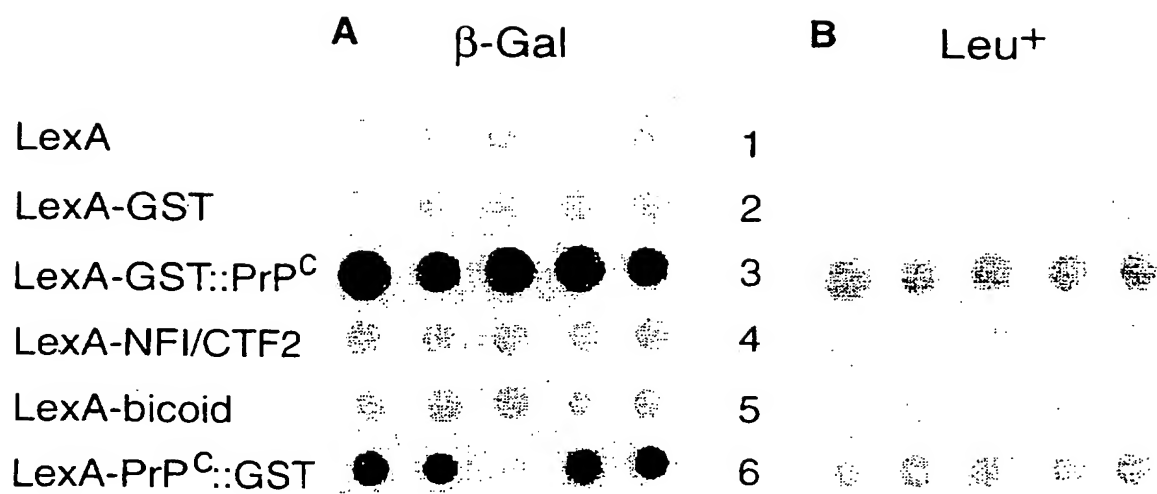 A β-Gal B Leu+
LexA 1
LexA-GST 2
LexA-GST::PrPC 3
LexA-NFI/CTF2 4
LexA-bicoid 5
LexA-PrPC::GST 6